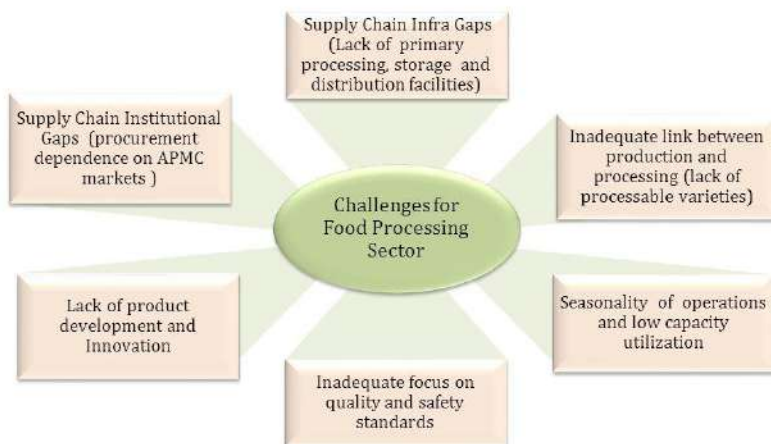 Supply Chain Infra Gaps
(Lack of primary
processing, storage and
distribution facilities)
Supply Chain Institutional
Gaps (procurement
dependence on APMC
markets )
Inadequate link between
production and
processing (lack of
processable varieties)
Challenges for
Food Processing
Sector
Lack of product
development and
Innovation
Seasonality of operations
and low capacity
utilization
Inadequate focus on
quality and safety
standards